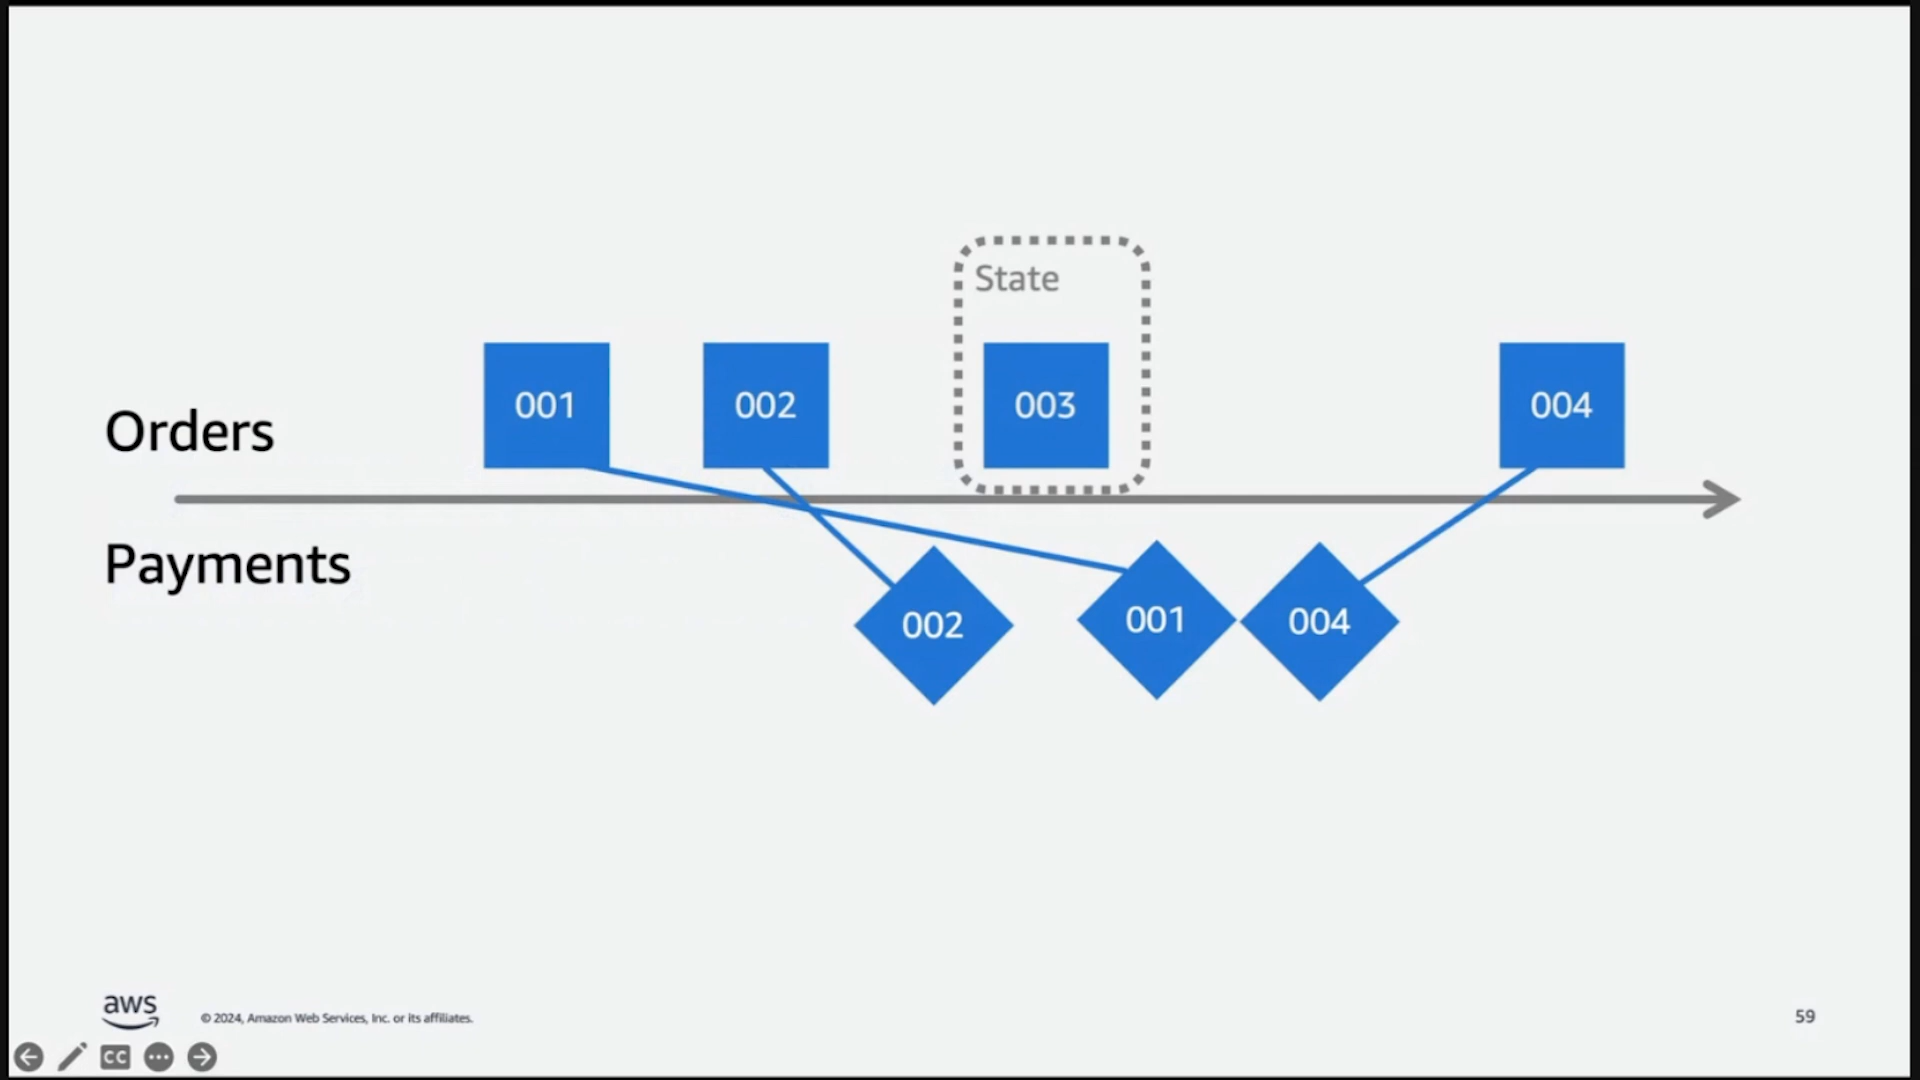 State
001
002
003
004
Orders
Payments
002
001
004
aws
© 2024, Amazon Web Services, Inc. or its affiliates.
59
CC